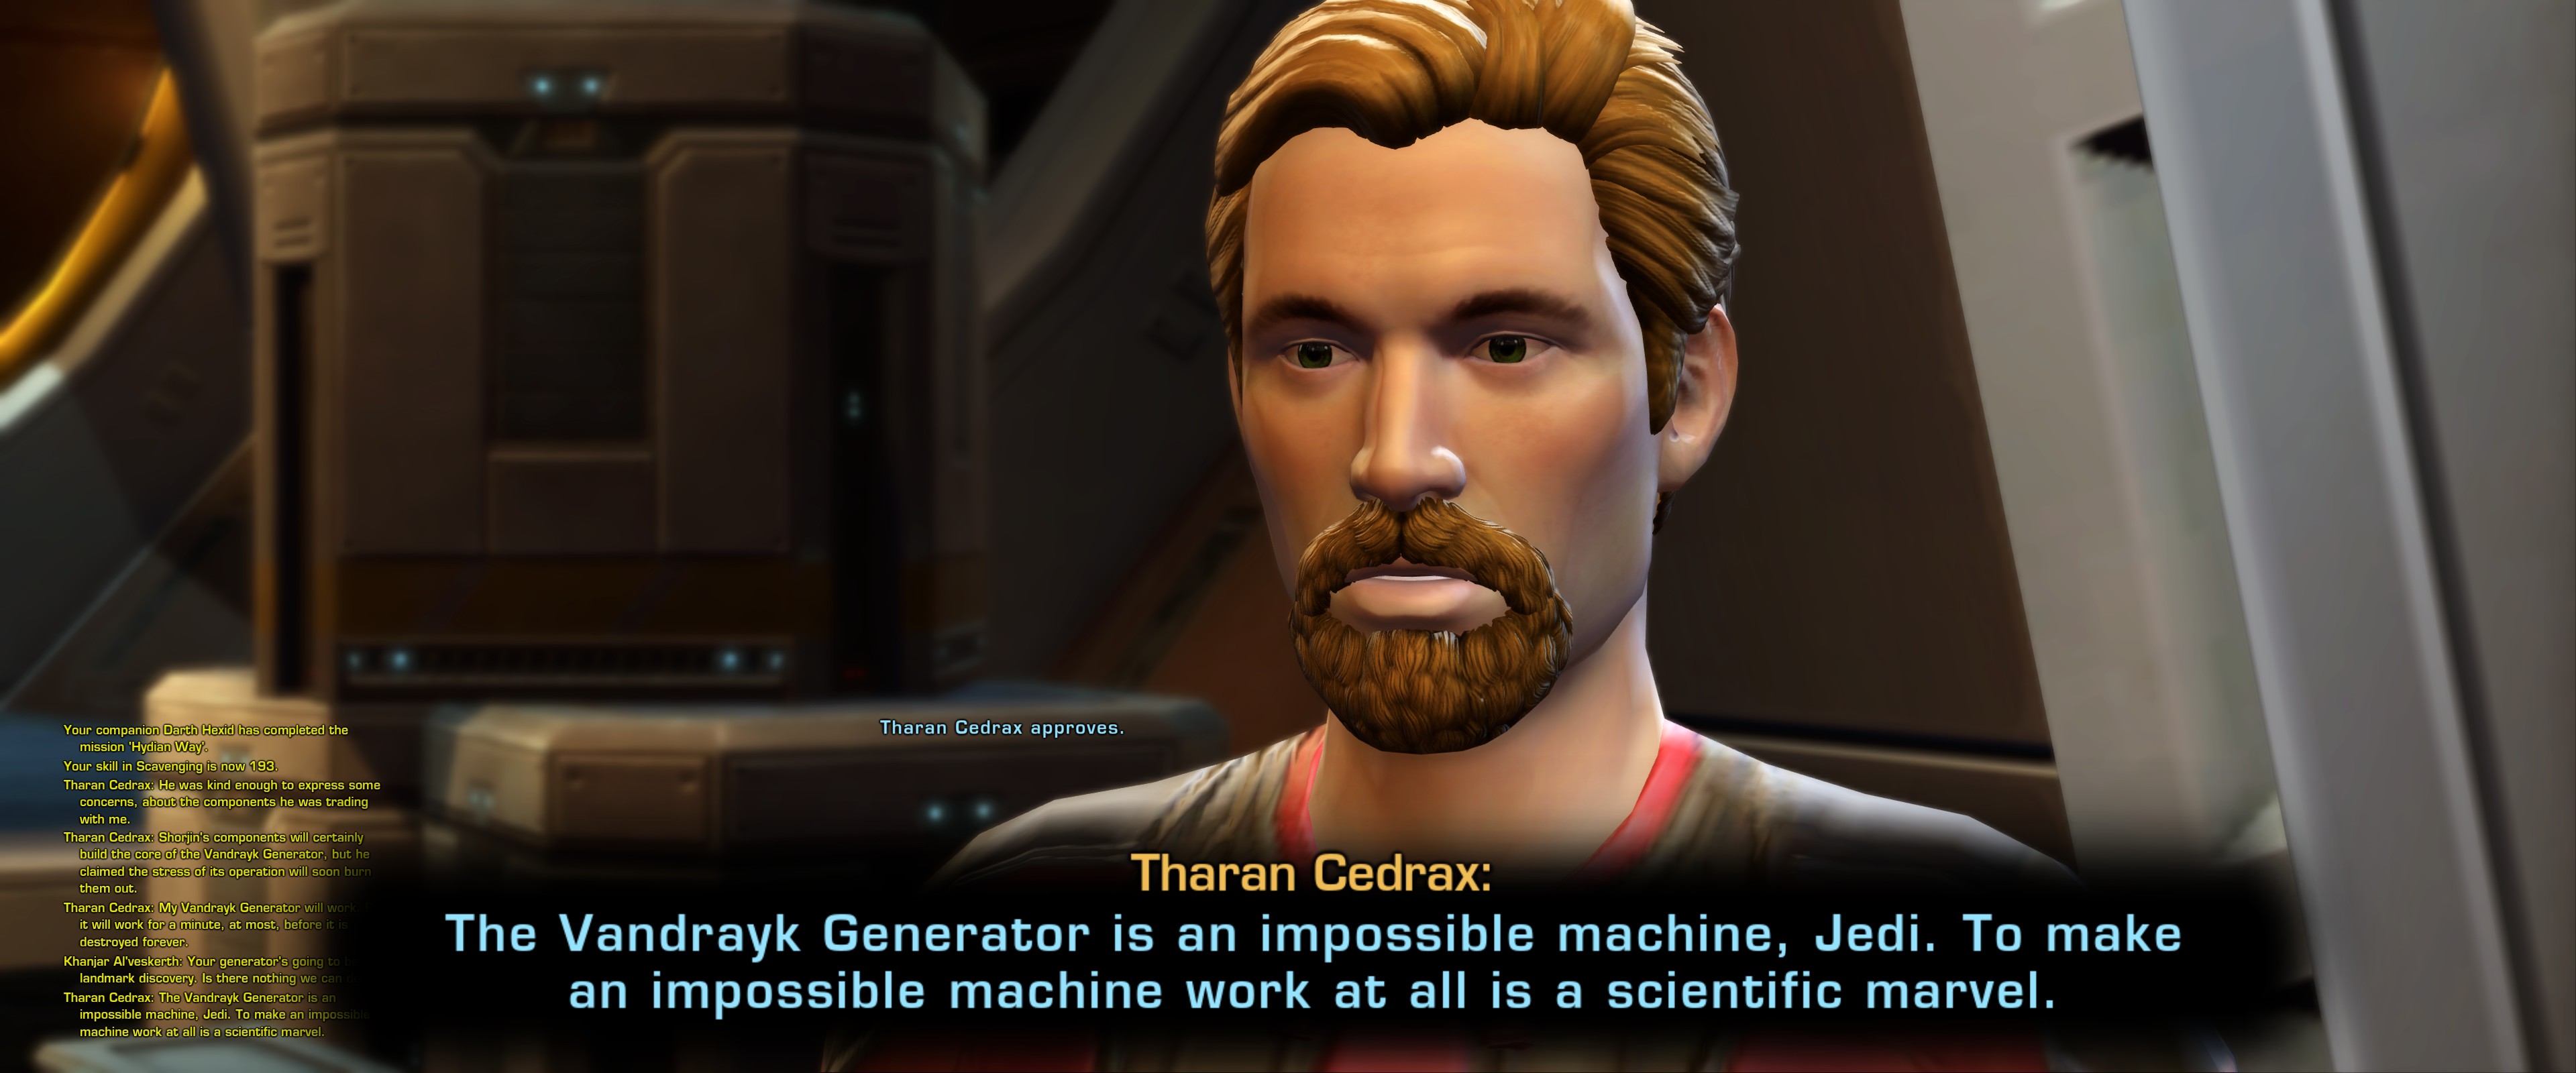 Your companion Darth Hexid has completed the
mission 'Hydian Way'.
Your skill in Scavenging is now 193.
Tharan Cedrax: He was kind enough to express some
concerns, about the components he was trading
with me.
Tharan Cedrax: Shorjin's components will certainly
build the core of the Vandrayk Generator, but he
claimed the stress of its operation will soon burn
them out.
Tharan Cedrax: My Vandrayk Generator will work.
it will work for a minute, at most, before it is
destroyed forever.
Khanjar Al'veskerth: Your generator's going to
landmark discovery. Is there nothing we can
Tharan Cedrax: The Vandrayk Generator is an
impossible machine, Jedi. To make an impossible
machine work at all is a scientific marvel.
Tharan Cedrax approves.
Tharan Cedrax:
The Vandrayk Generator is an impossible machine, Jedi. To make
an impossible machine work at all is a scientific marvel.